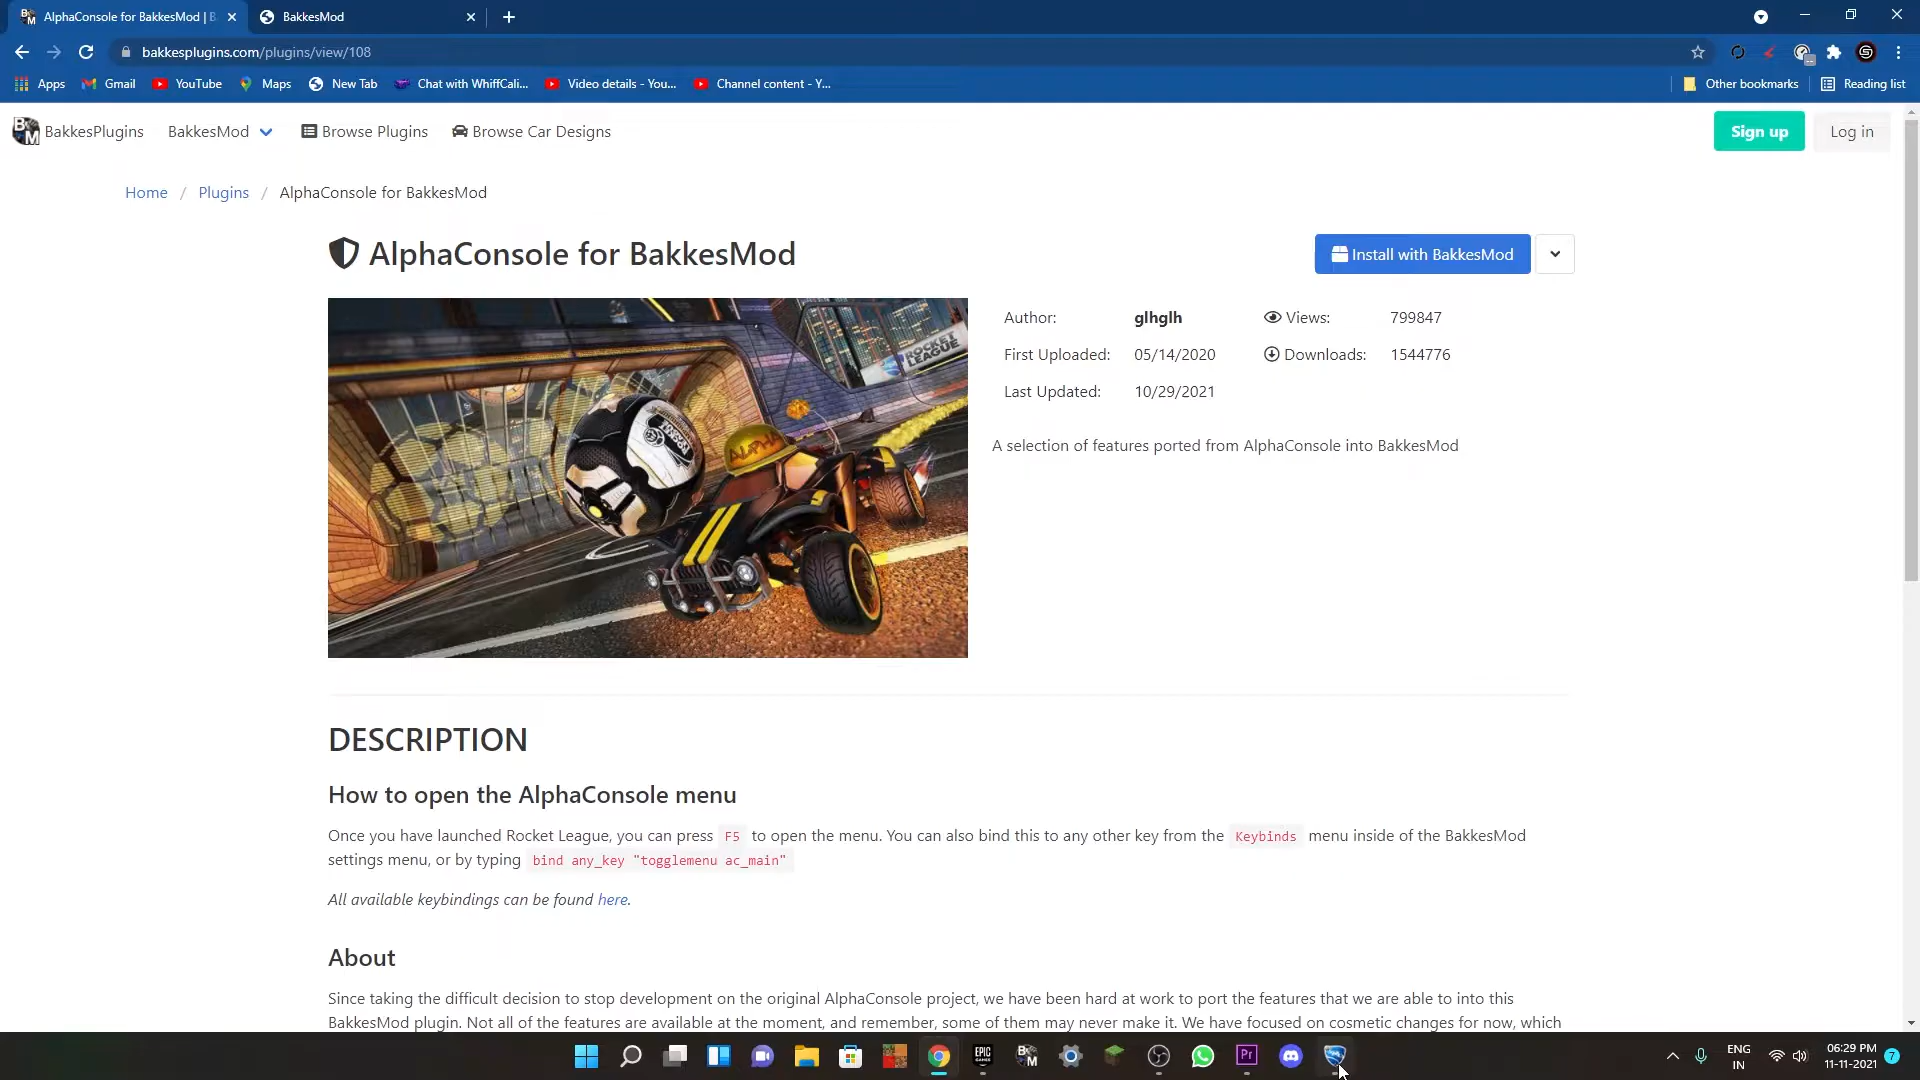 AlphaConsole for BakkesMod | B
BakkesMod
bakkesplugins.com/plugins/view/108
Apps
Gmail
YouTube
Maps
New Tab
Chat with WhiffCali...
Video details - You...
Channel content - Y...
Other bookmarks
Reading list
BakkesPlugins
BakkesMod
Browse Plugins
Browse Car Designs
Sign up
Log in
Home / Plugins / AlphaConsole for BakkesMod
AlphaConsole for BakkesMod
Install with BakkesMod
Author: glhglh
Views: 799847
First Uploaded: 05/14/2020
Downloads: 1544776
Last Updated: 10/29/2021
A selection of features ported from AlphaConsole into BakkesMod
ROCKET LEAGUE
ALPHA
DESCRIPTION
How to open the AlphaConsole menu
Once you have launched Rocket League, you can press F5 to open the menu. You can also bind this to any other key from the Keybinds menu inside of the BakkesMod
settings menu, or by typing bind any_key "togglemenu ac_main"
All available keybindings can be found here.
About
Since taking the difficult decision to stop development on the original AlphaConsole project, we have been hard at work to port the features that we are able to into this
BakkesMod plugin. Not all of the features are available at the moment, and remember, some of them may never make it. We have focused on cosmetic changes for now, which
EPIC GAMES
BM
Pr
ENG
IN
06:29 PM
11-11-2021
7